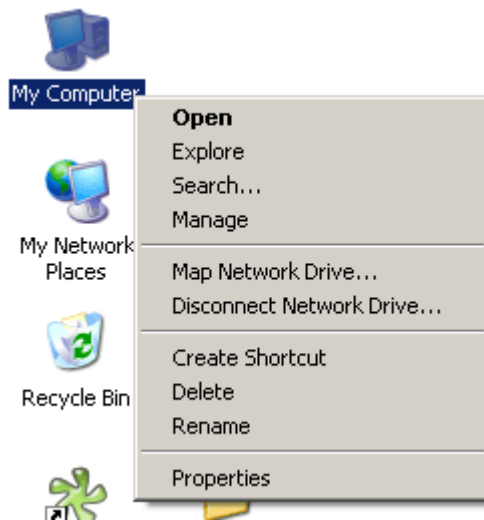 My Computer
Open
Explore
Search...
Manage
Map Network Drive...
Disconnect Network Drive...
Create Shortcut
Delete
Rename
Properties
My Network
Places
Recycle Bin